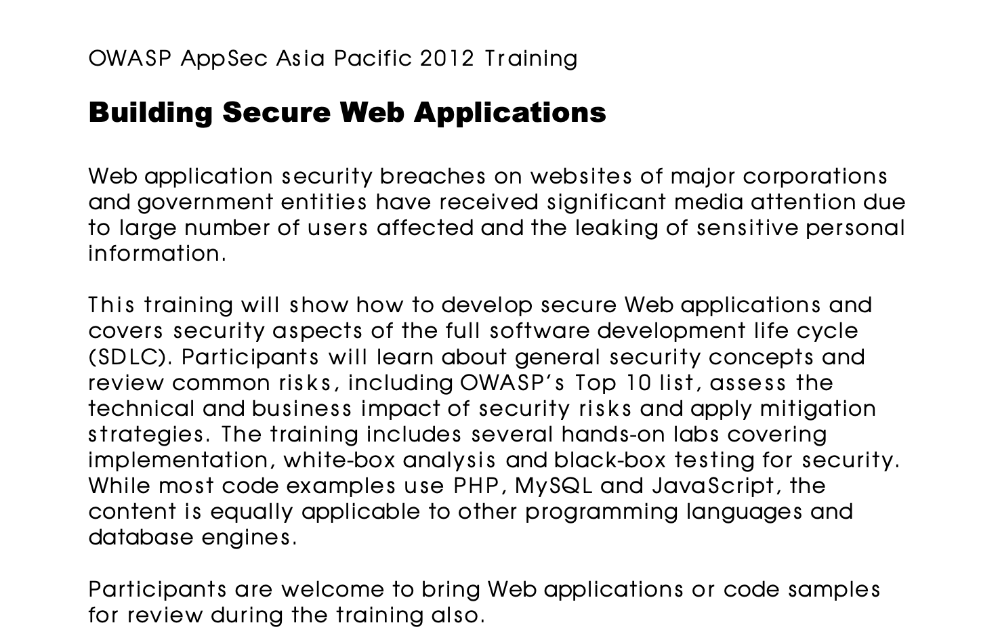 OWASP AppSec Asia Pacific 2012 Training
Building Secure Web Applications
Web application security breaches on websites of major corporations
and government entities have received significant media attention due
to large number of users affected and the leaking of sensitive personal
information.
This training will show how to develop secure Web applications and
covers security aspects of the full software development life cycle
(SDLC). Participants will learn about general security concepts and
review common risks, including OWASP’s Top 10 list, assess the
technical and business impact of security risks and apply mitigation
strategies. The training includes several hands-on labs covering
implementation, white-box analysis and black-box testing for security.
While most code examples use PHP, MySQL and JavaScript, the
content is equally applicable to other programming languages and
database engines.
Participants are welcome to bring Web applications or code samples
for review during the training also.